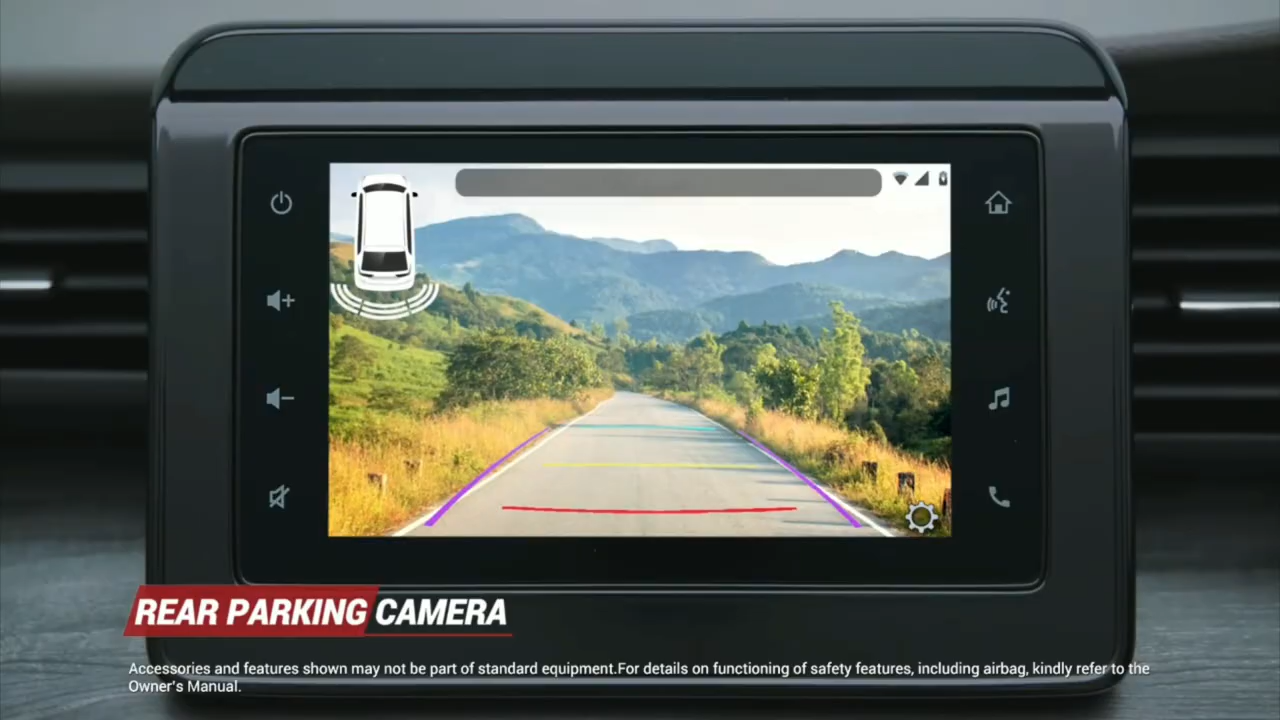 REAR PARKING CAMERA
Accessories and features shown may not be part of standard equipment.For details on functioning of safety features, including airbag, kindly refer to the
Owner's Manual.